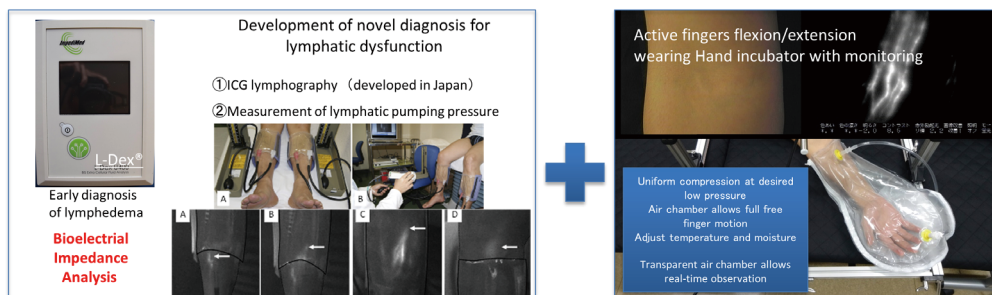 ImpediMed
L-Dex®
Early diagnosis
of lymphedema
Bioelectrial
Impedance
Analysis
Development of novel diagnosis for
lymphatic dysfunction
①ICG lymphography （developed in Japan）
②Measurement of lymphatic pumping pressure
A
B
A
B
C
D
Active fingers flexion/extension
wearing Hand incubator with monitoring
Uniform compression at desired
low pressure
Air chamber allows full free
finger motion
Adjust temperature and moisture
Transparent air chamber allows
real-time observation